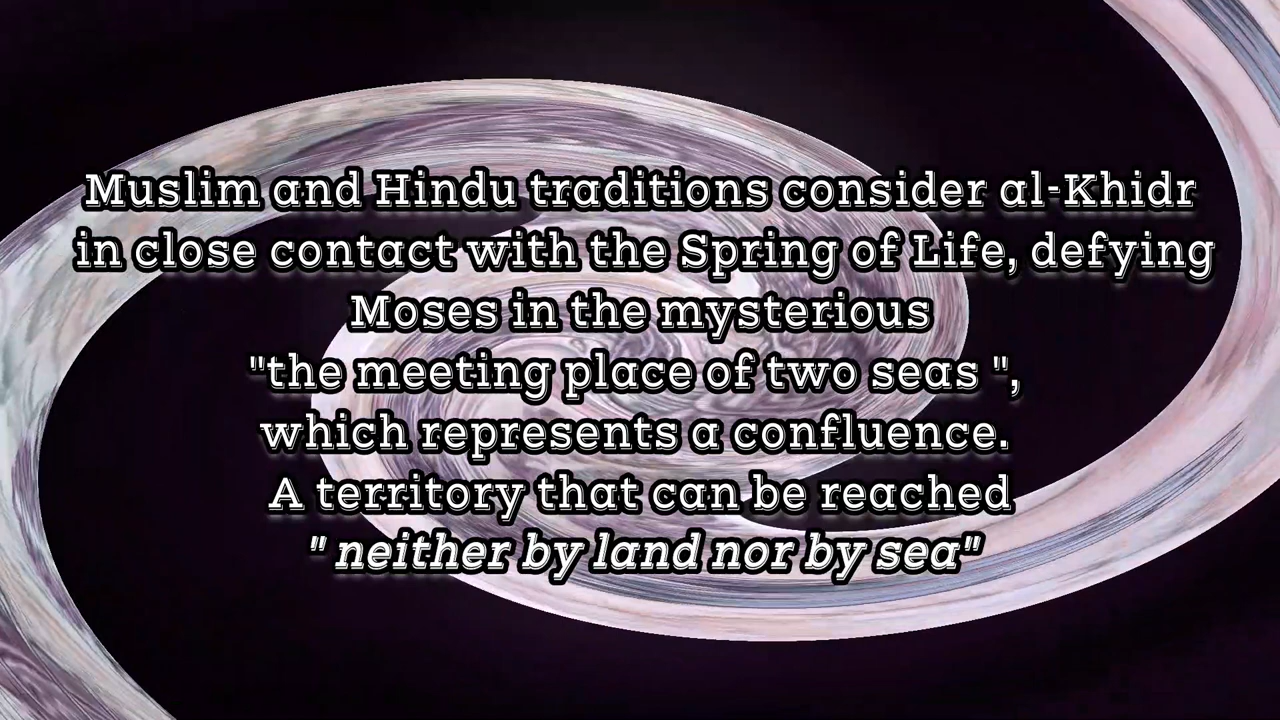 Muslim and Hindu traditions consider al-Khidr
in close contact with the Spring of Life, defying
Moses in the mysterious
"the meeting place of two seas ",
which represents a confluence.
A territory that can be reached
" neither by land nor by sea"